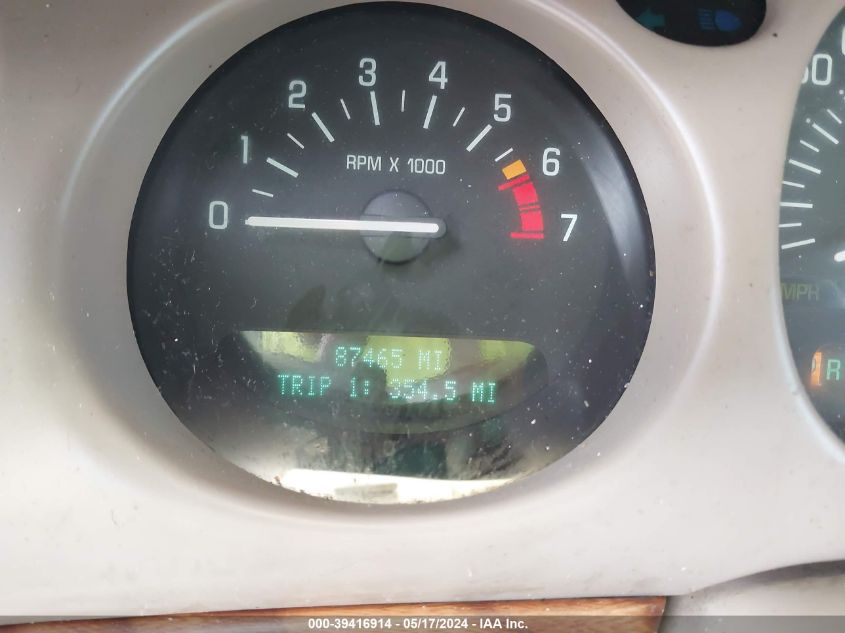 0 1 2 3 4 5 6 7
RPM X 1000
87465 MI
TRIP 1: 354.5 MI
R
000-39416914 - 05/17/2024 - IAA Inc.